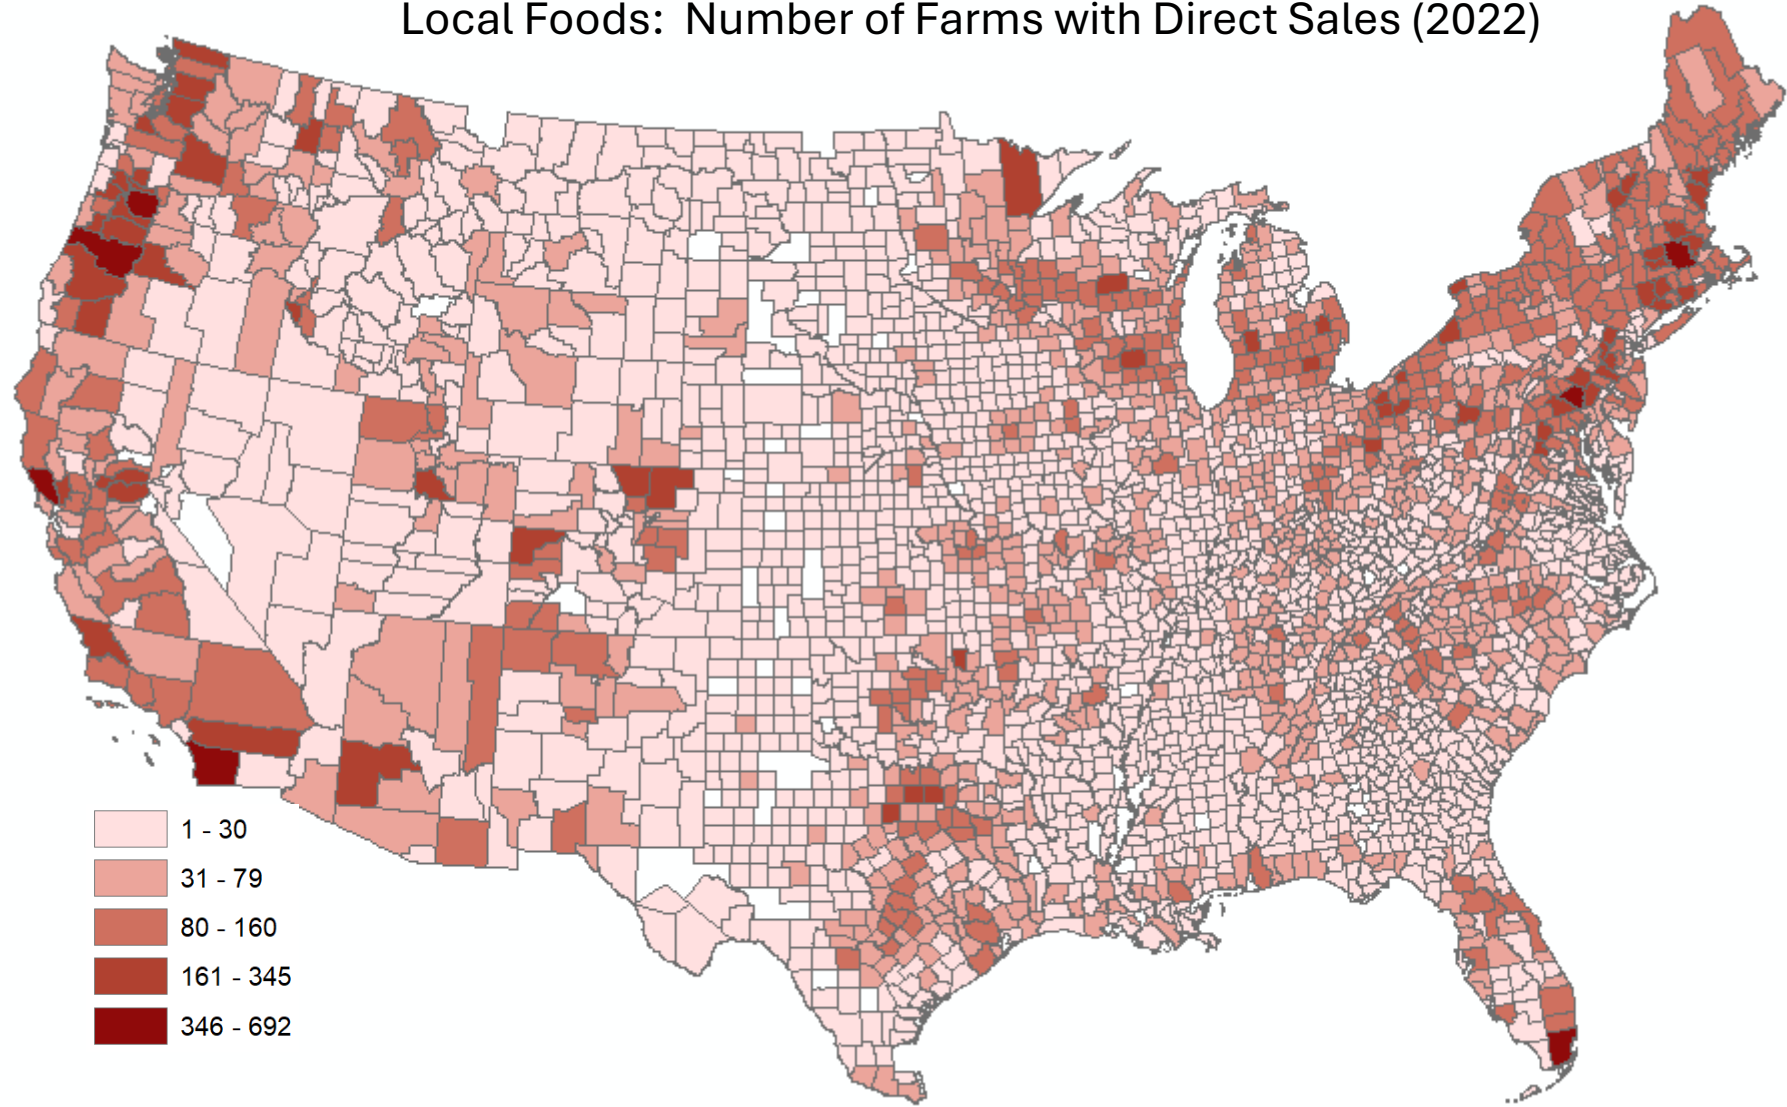 Local Foods:  Number of Farms with Direct Sales (2022)
1 - 30
31 - 79
80 - 160
161 - 345
346 - 692